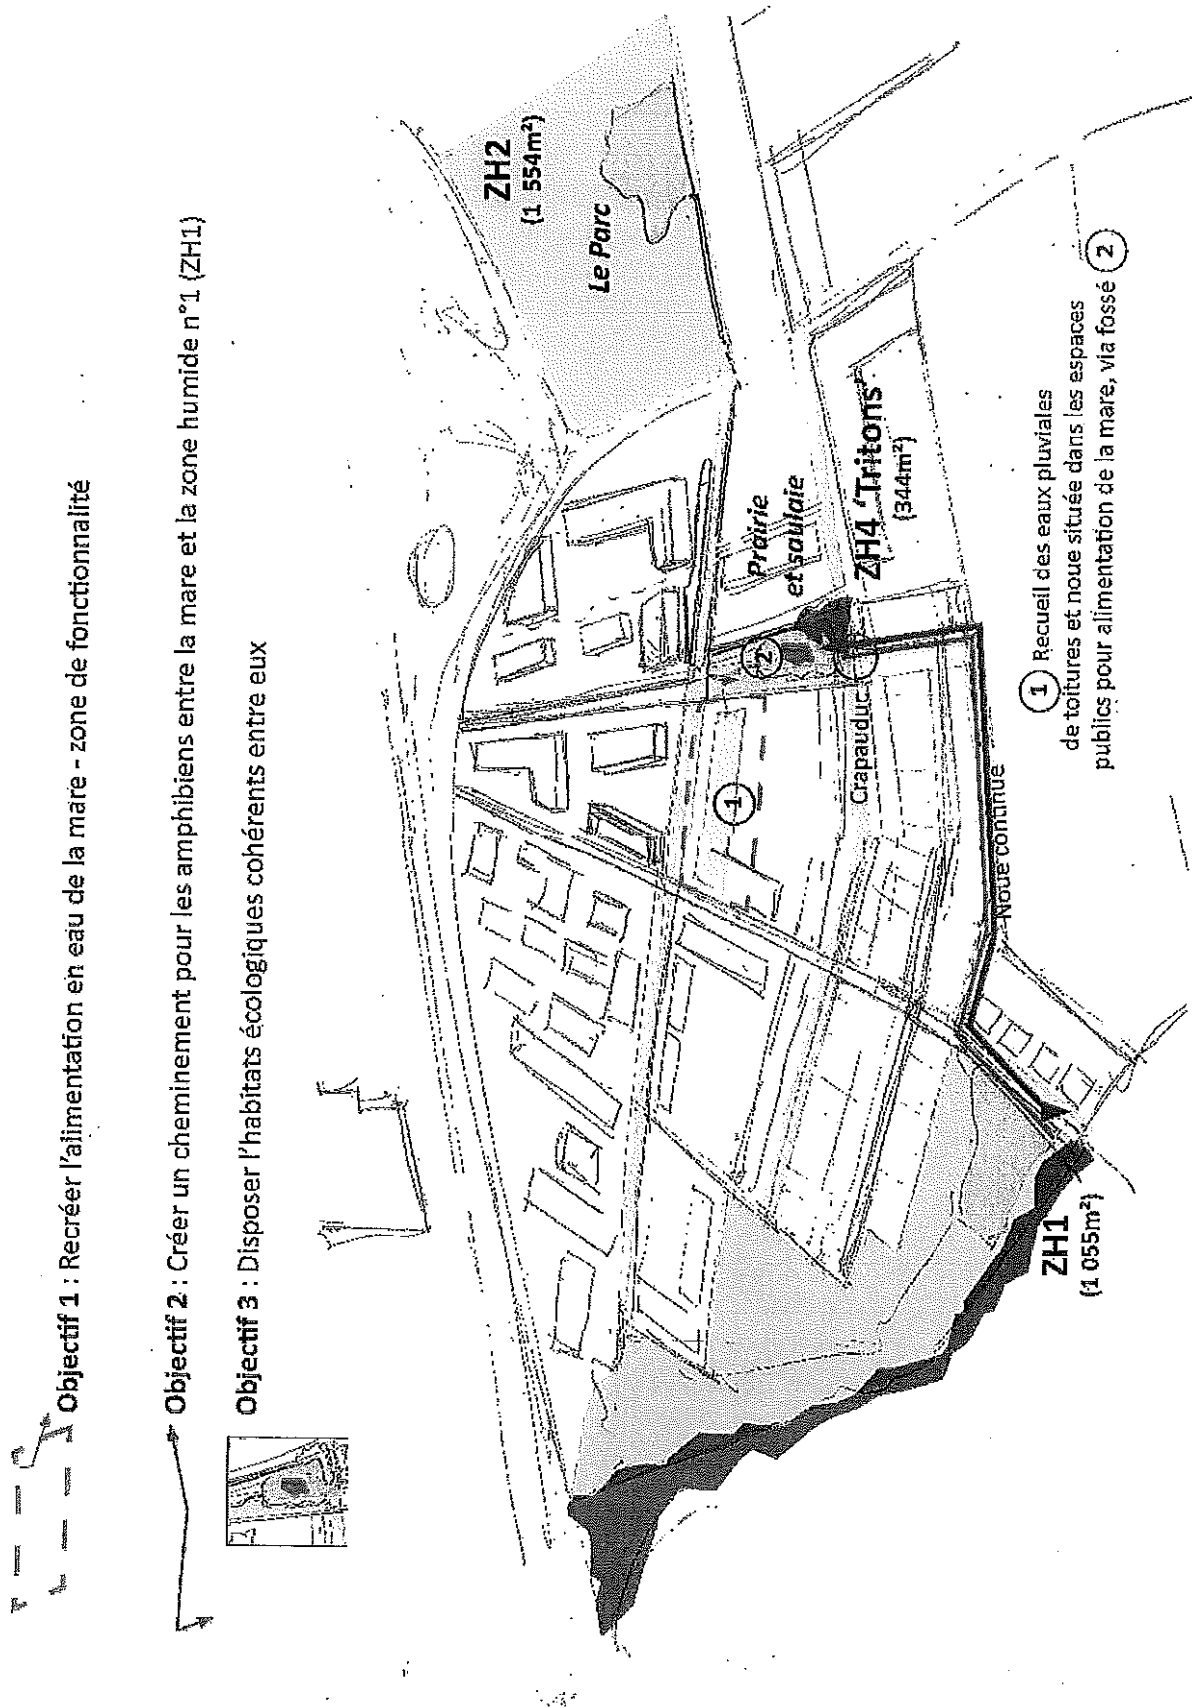 Objectif 1 : Recréer l'alimentation en eau de la mare - zone de fonctionnalité
Objectif 2 : Créer un cheminement pour les amphibiens entre la mare et la zone humide n°1 (ZH1)
Objectif 3 : Disposer l'habitats écologiques cohérents entre eux
ZH2
(1 554m²)
Le Parc
Prairie
et saulaie
ZH4 'Tritons'
(344m²)
2
1
Crapauduc
Noue continue
ZH1
(1 055m²)
1 Recueil des eaux pluviales
de toitures et noue située dans les espaces
publics pour alimentation de la mare, via fossé 2